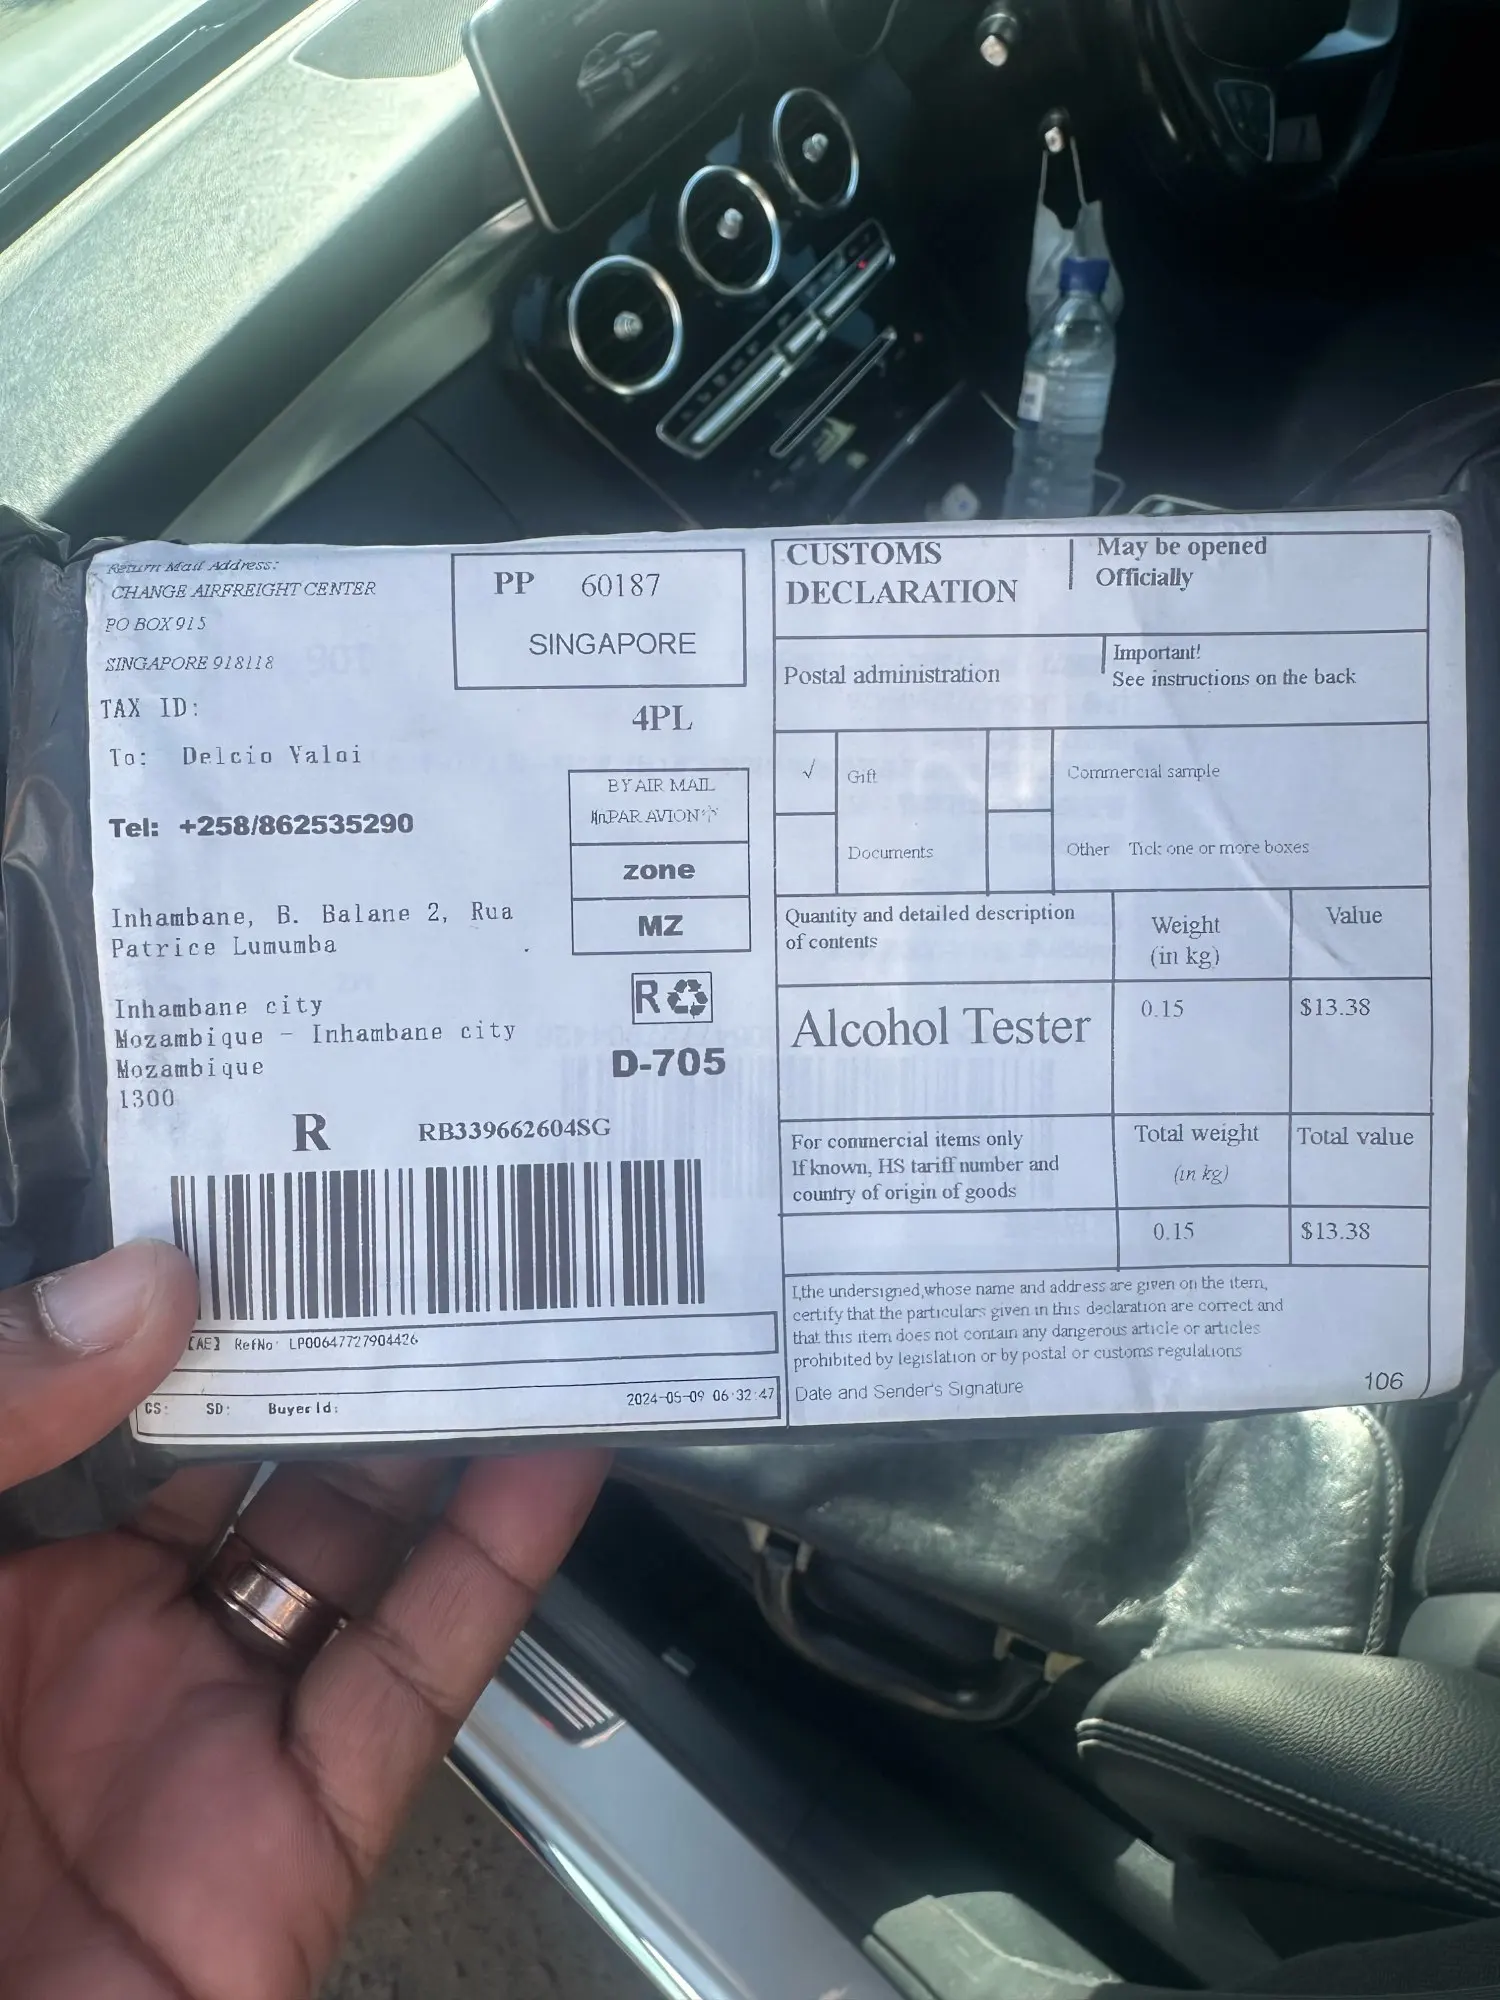 Return Mail Address:
CHANGE AIRFREIGHT CENTER
PO BOX 915
SINGAPORE 918118
TAX ID:
To: Delcio Valoi
Tel: +258/862535290
Inhambane, B. Balane 2, Rua
Patrice Lumumba
Inhambane city
Mozambique - Inhambane city
Mozambique
1300
PP 60187
SINGAPORE
4PL
BY AIR MAIL
PAR AVION
zone
MZ
R
D-705
R RB339662604SG
[AE] RefNo: LP00647727904426
2024-05-09 06:32:47
CS: SD: Buyer Id:
CUSTOMS
DECLARATION
May be opened
Officially
Postal administration
Important!
See instructions on the back
√ Gift
Commercial sample
Documents
Other Tick one or more boxes
Quantity and detailed description
of contents
Weight
(in kg)
Value
Alcohol Tester
0.15
$13.38
For commercial items only
If known, HS tariff number and
country of origin of goods
Total weight
(in kg)
Total value
0.15
$13.38
I,the undersigned,whose name and address are given on the item,
certify that the particulars given in this declaration are correct and
that this item does not contain any dangerous article or articles
prohibited by legislation or by postal or customs regulations
Date and Sender's Signature
106